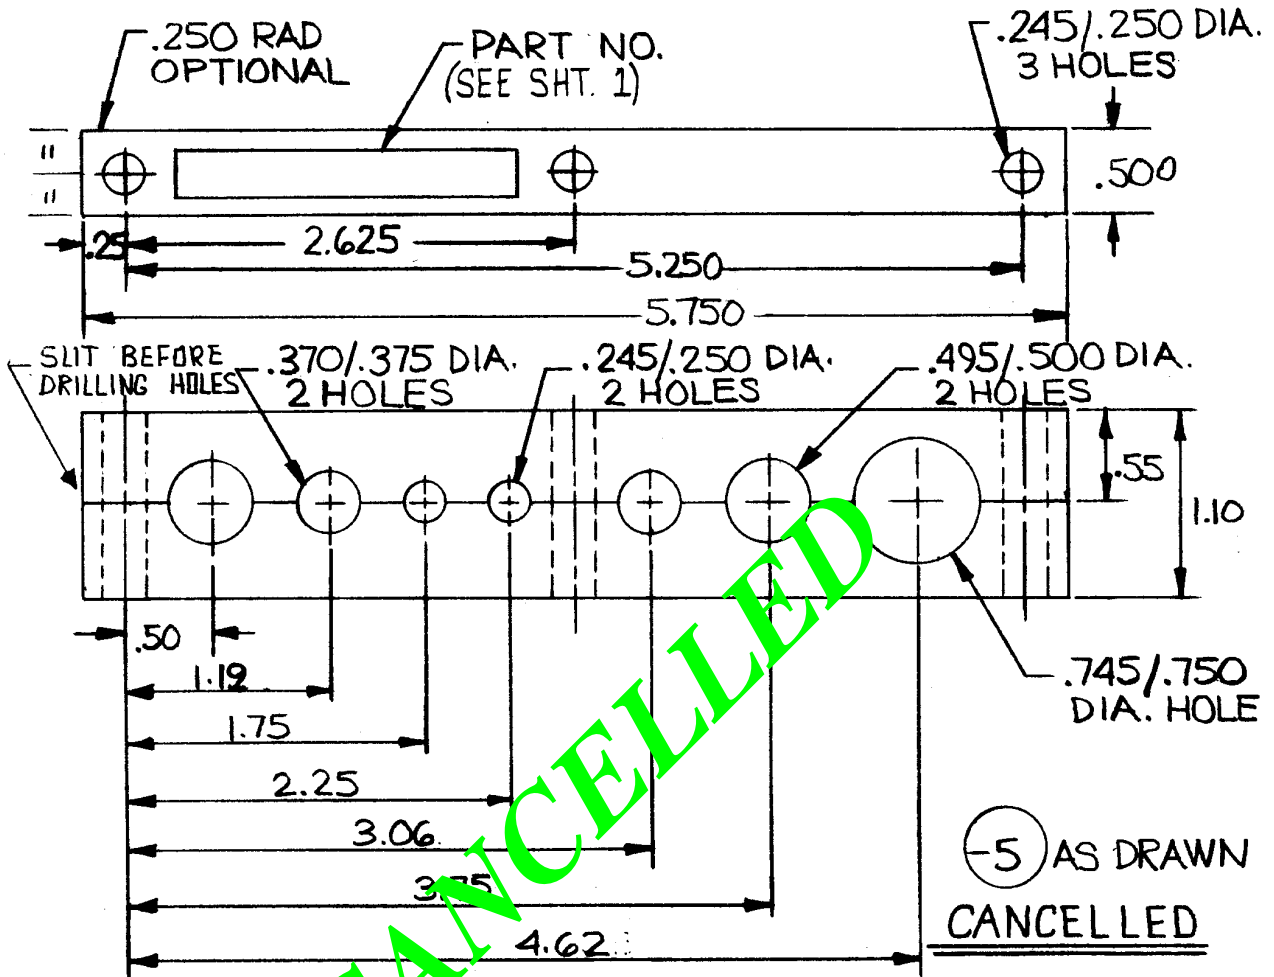 .250 RAD
OPTIONAL
PART NO.
(SEE SHT. 1)
.245/.250 DIA.
3 HOLES
"
"
.500
.25
2.625
5.250
5.750
SLIT BEFORE
DRILLING HOLES
.370/.375 DIA.
2 HOLES
.245/.250 DIA.
2 HOLES
.495/.500 DIA.
2 HOLES
.55
1.10
.50
1.19
1.75
2.25
3.06
3.75
4.62
.745/.750
DIA. HOLE
-5 AS DRAWN
CANCELLED
CANCELLED